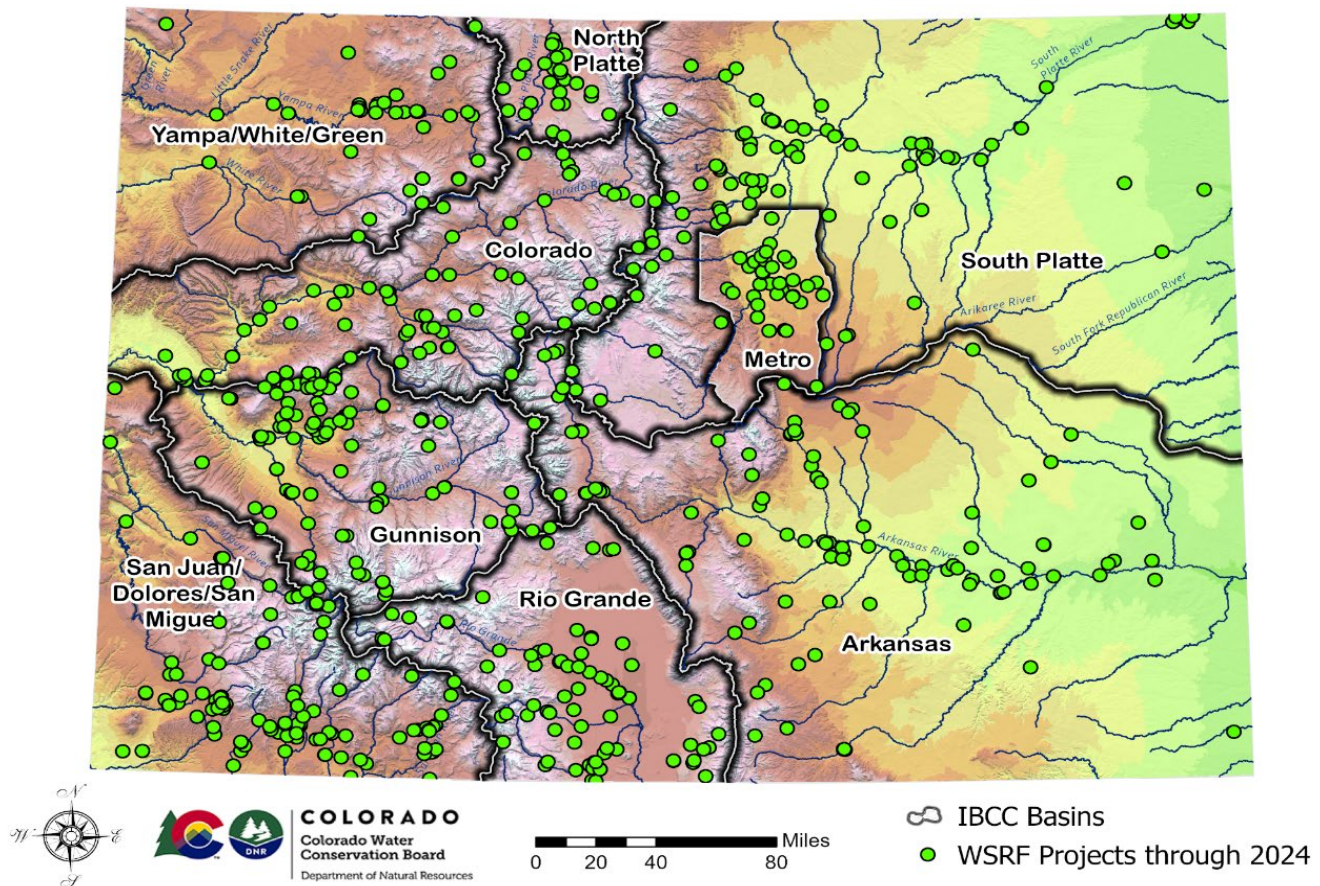 North
Platte
Little Snake River
Green
River
South
Platte River
Yampa River
Yampa/White/Green
White River
Colorado River
Colorado
South Platte
Arikaree River
South Fork Republican River
Metro
Gunnison River
Gunnison
San Miguel River
Arkansas River
San Juan/
Dolores/San
Miguel
Rio Grande
Rio Grande
Arkansas
N
W
E
S
C
DNR
COLORADO
Colorado Water
Conservation Board
Department of Natural Resources
Miles
0 20 40 80
IBCC Basins
WSRF Projects through 2024